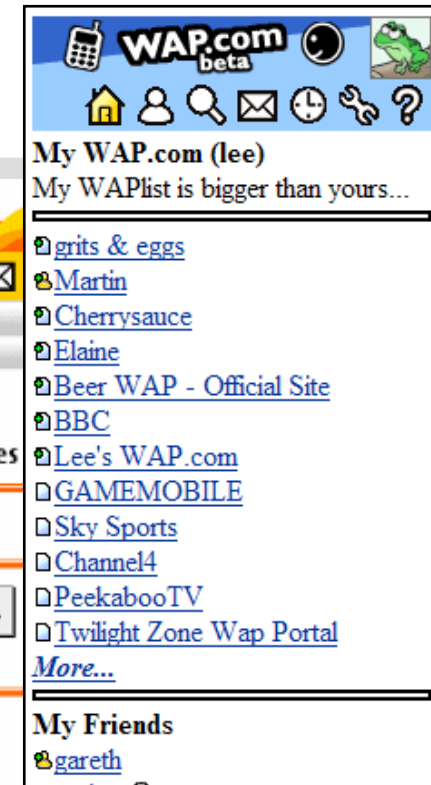 WAP.com
beta
My WAP.com (lee)
My WAPlist is bigger than yours...
grits & eggs
Martin
Cherrysauce
Elaine
Beer WAP - Official Site
BBC
es
Lee's WAP.com
GAMEMOBILE
Sky Sports
Channel4
PeekabooTV
Twilight Zone Wap Portal
More...
My Friends
gareth